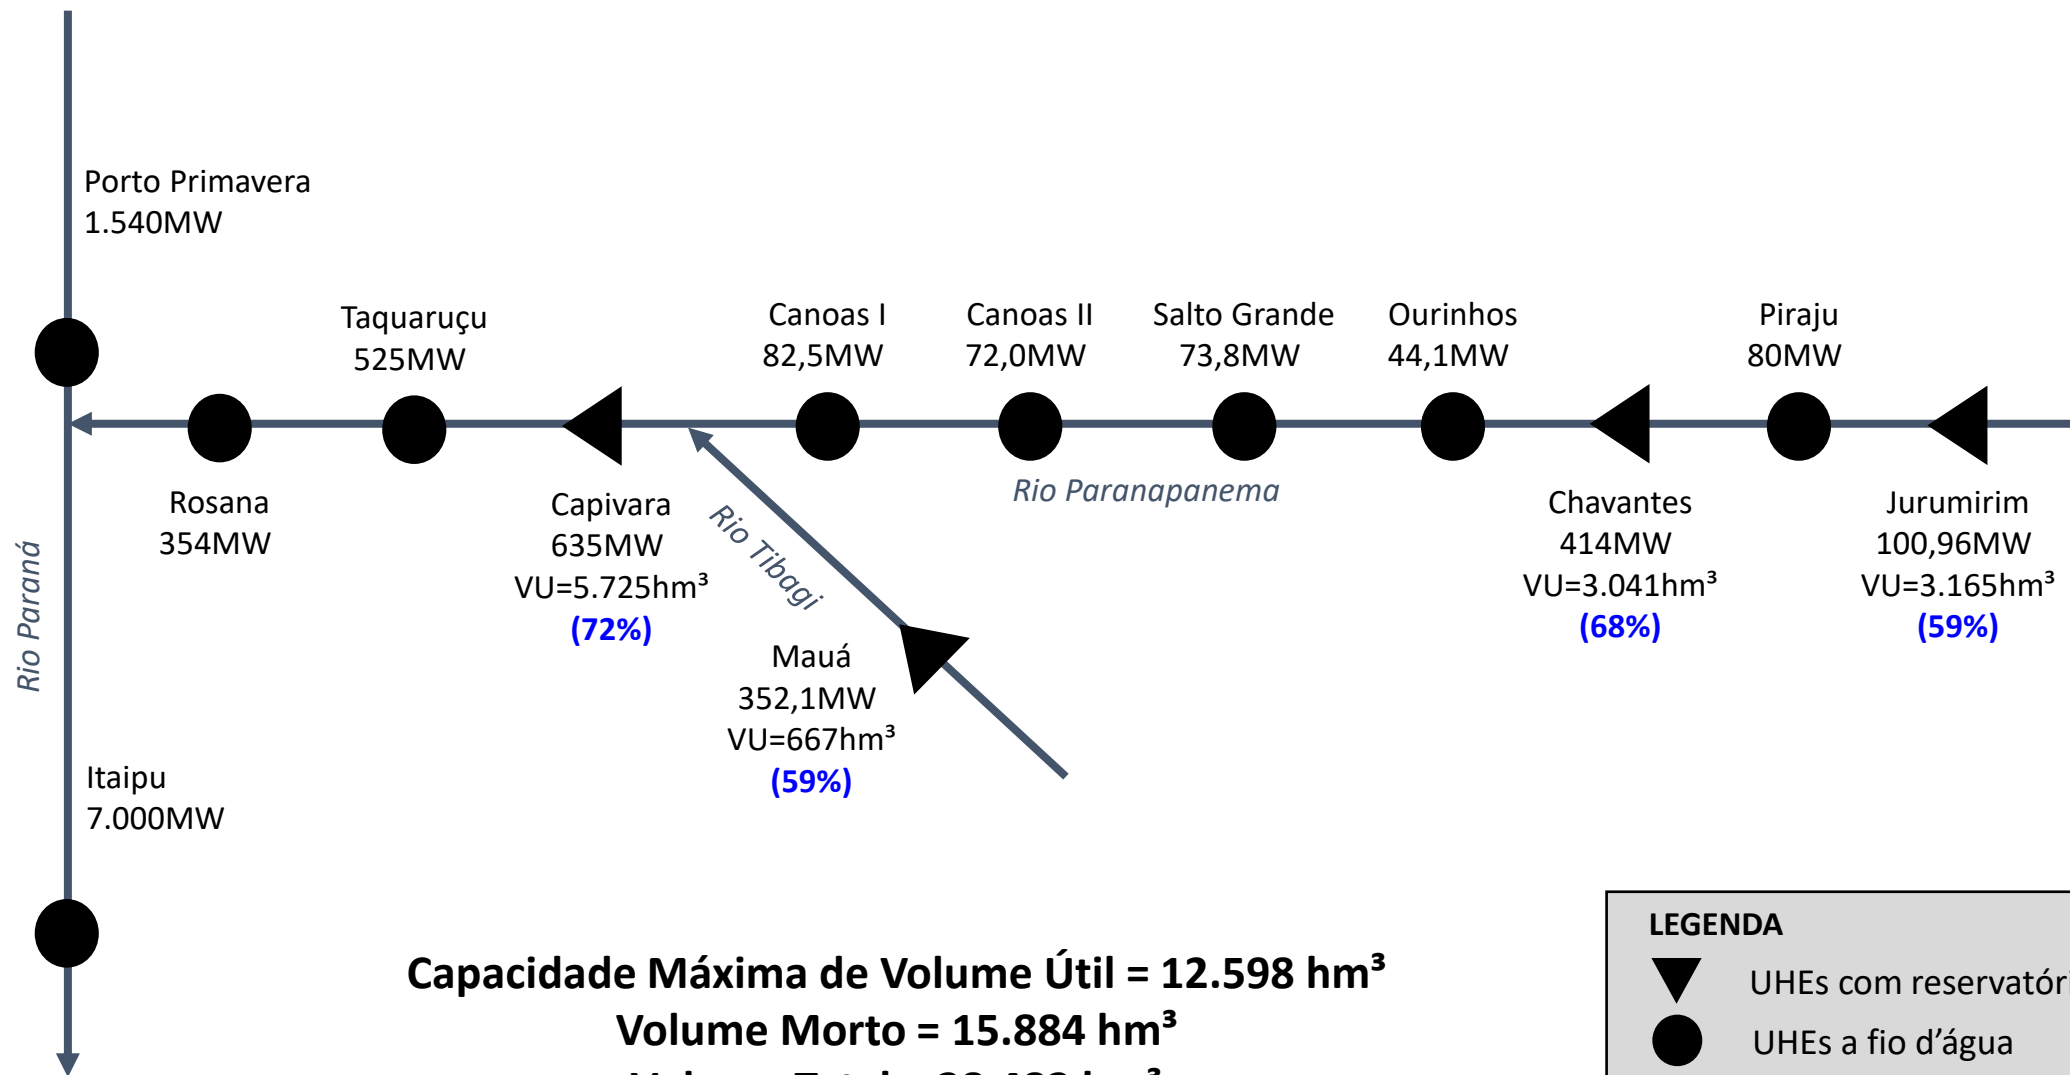 Porto Primavera
1.540MW
Taquaruçu
525MW
Canoas I
82,5MW
Canoas II
72,0MW
Salto Grande
73,8MW
Ourinhos
44,1MW
Piraju
80MW
Rosana
354MW
Capivara
635MW
VU=5.725hm³
(72%)
Rio Tibagi
Rio Paranapanema
Chavantes
414MW
VU=3.041hm³
(68%)
Jurumirim
100,96MW
VU=3.165hm³
(59%)
Rio Paraná
Mauá
352,1MW
VU=667hm³
(59%)
Itaipu
7.000MW
Capacidade Máxima de Volume Útil = 12.598 hm³
Volume Morto = 15.884 hm³
LEGENDA
UHEs com reservatóri
UHEs a fio d’água